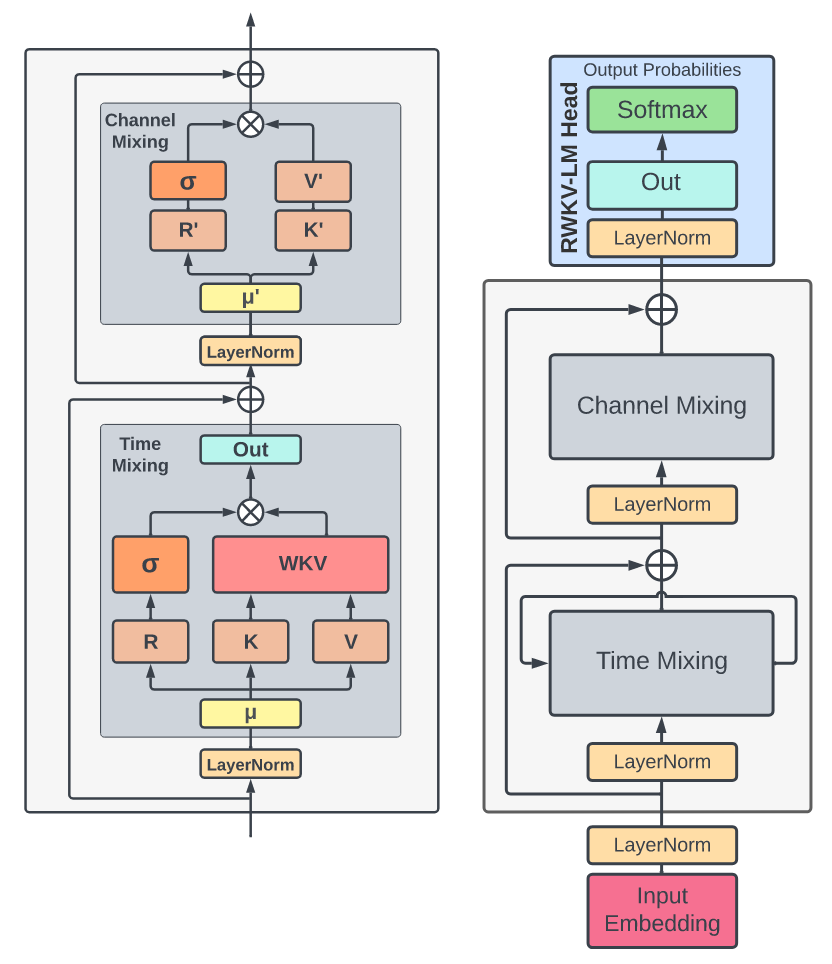 Channel
Mixing
σ
V'
R'
K'
μ'
LayerNorm
Time
Mixing
Out
σ
WKV
R
K
V
μ
LayerNorm
Output Probabilities
RWKV-LM Head
Softmax
Out
LayerNorm
Channel Mixing
LayerNorm
Time Mixing
LayerNorm
LayerNorm
Input
Embedding